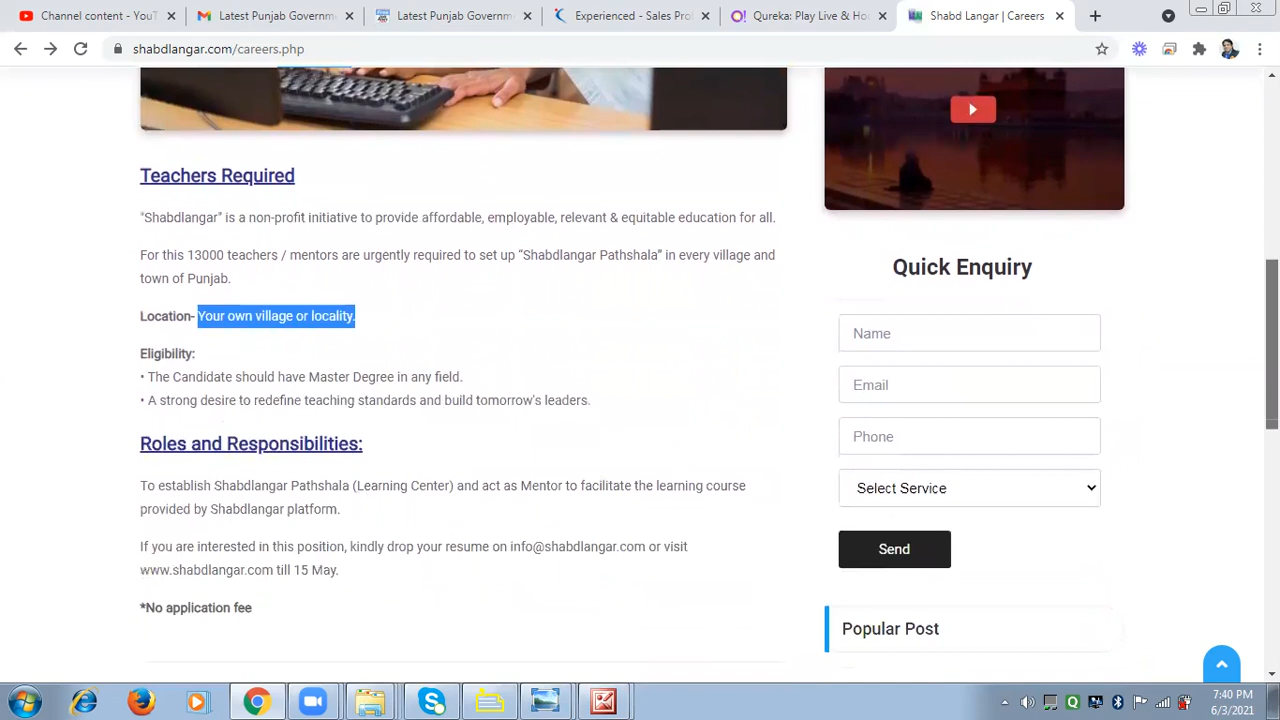 Channel content - YouT
Latest Punjab Governm
Latest Punjab Governm
Experienced - Sales Pro
Qureka: Play Live & Ho
Shabd Langar | Careers
shabdlangar.com/careers.php
Teachers Required
"Shabdlangar" is a non-profit initiative to provide affordable, employable, relevant & equitable education for all.
For this 13000 teachers / mentors are urgently required to set up “Shabdlangar Pathshala” in every village and
town of Punjab.
Location- Your own village or locality.
Eligibility:
• The Candidate should have Master Degree in any field.
• A strong desire to redefine teaching standards and build tomorrow's leaders.
Roles and Responsibilities:
To establish Shabdlangar Pathshala (Learning Center) and act as Mentor to facilitate the learning course
provided by Shabdlangar platform.
If you are interested in this position, kindly drop your resume on info@shabdlangar.com or visit
www.shabdlangar.com till 15 May.
*No application fee
Quick Enquiry
Name
Email
Phone
Select Service
Send
Popular Post
7:40 PM
6/3/2021